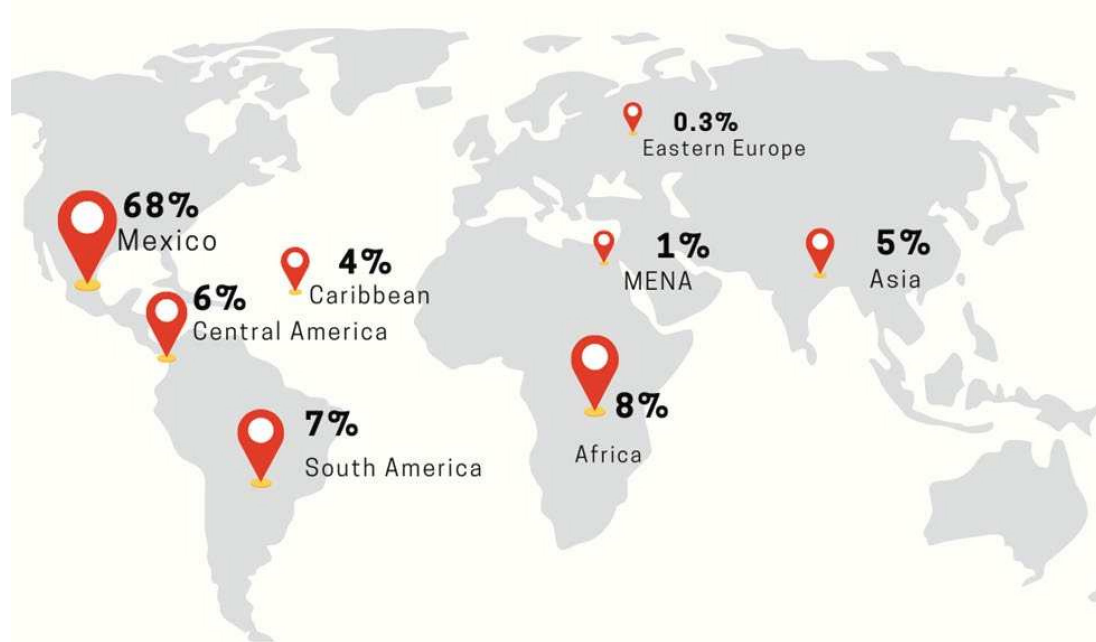 0.3%
Eastern Europe
68%
Mexico
4%
Caribbean
1%
MENA
5%
Asia
6%
Central America
8%
Africa
7%
South America